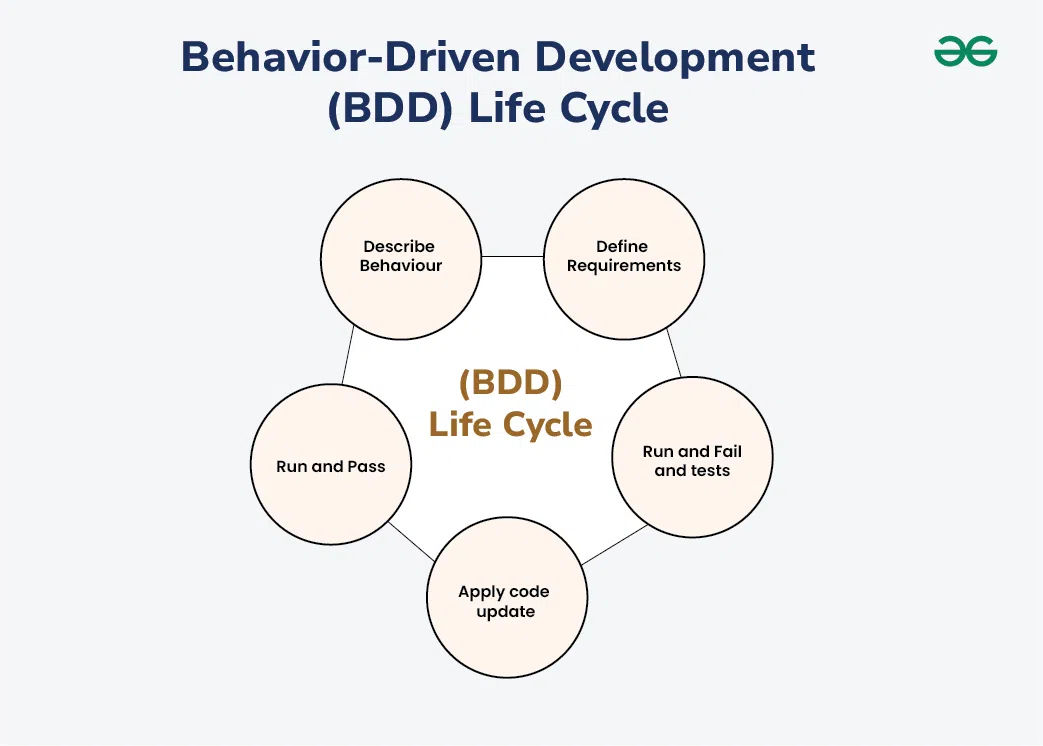 Behavior-Driven Development
(BDD) Life Cycle
Describe
Behaviour
Define
Requirements
(BDD)
Life Cycle
Run and Fail
and tests
Run and Pass
Apply code
update